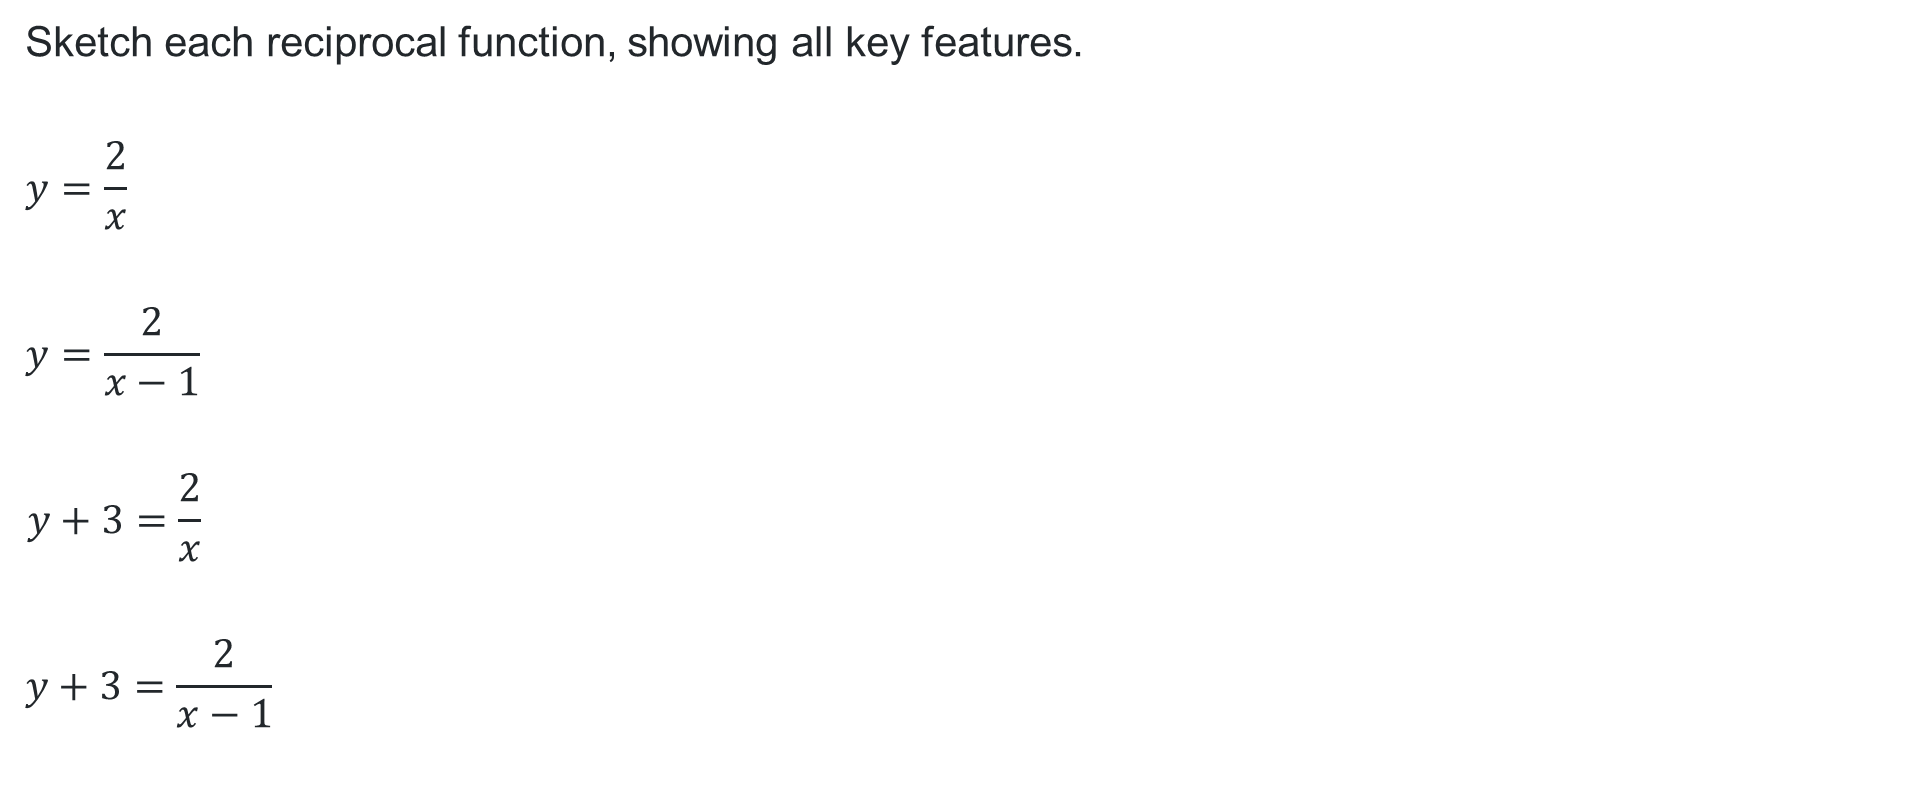 Sketch each reciprocal function, showing all key features.
y = 2/x
y = 2/(x − 1)
y + 3 = 2/x
y + 3 = 2/(x − 1)